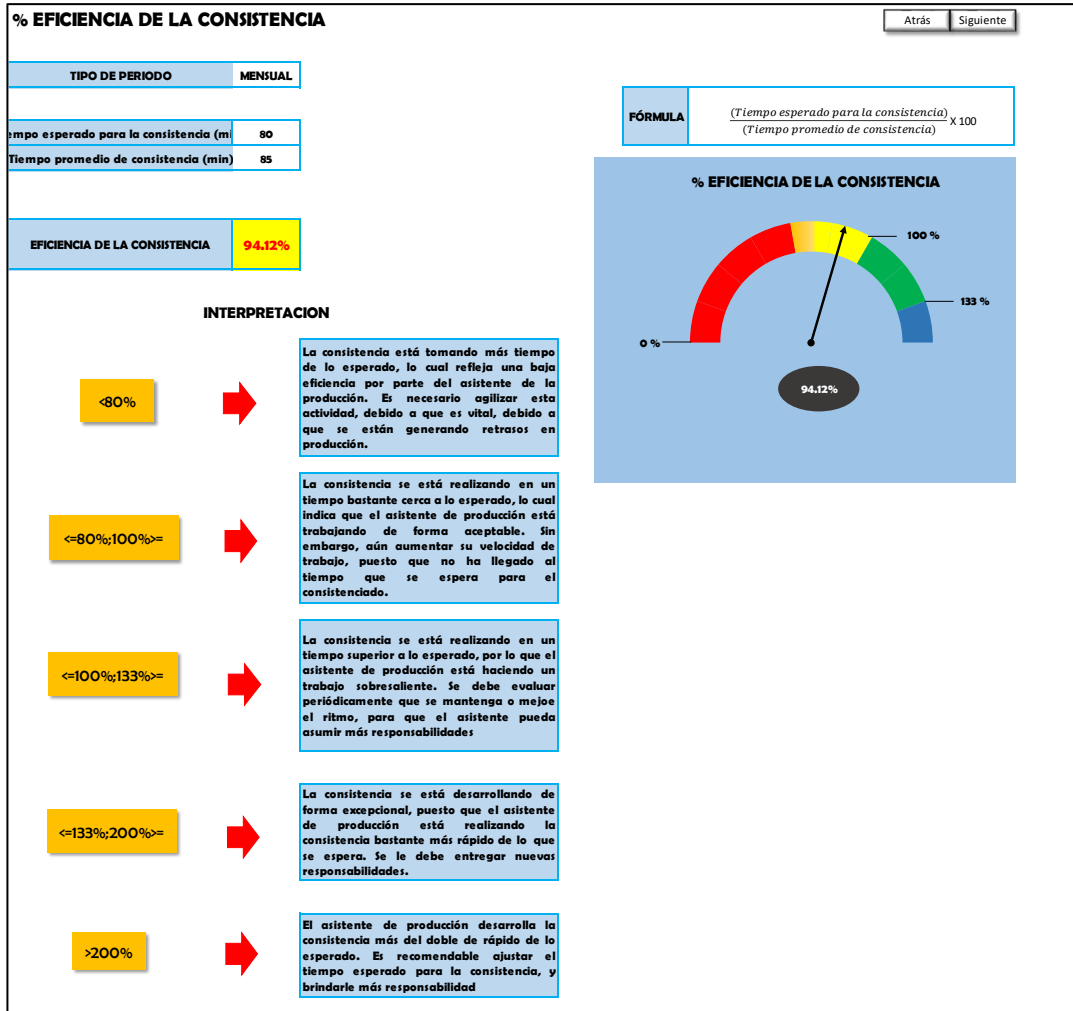 % EFICIENCIA DE LA CONSISTENCIA
Atrás Siguiente
TIPO DE PERIODO MENSUAL
empo esperado para la consistencia (mi 80
Tiempo promedio de consistencia (min) 85
EFICIENCIA DE LA CONSISTENCIA 94.12%
FÓRMULA
(Tiempo esperado para la consistencia)
(Tiempo promedio de consistencia)
X 100
% EFICIENCIA DE LA CONSISTENCIA
100 %
133 %
0 %
94.12%
INTERPRETACION
<80%
La consistencia está tomando más tiempo
de lo esperado, lo cual refleja una baja
eficiencia por parte del asistente de la
producción. Es necesario agilizar esta
actividad, debido a que es vital, debido a
que se están generando retrasos en
producción.
<=80%;100%>=
La consistencia se está realizando en un
tiempo bastante cerca a lo esperado, lo cual
indica que el asistente de producción está
trabajando de forma aceptable. Sin
embargo, aún aumentar su velocidad de
trabajo, puesto que no ha llegado al
tiempo que se espera para el
consistenciado.
<=100%;133%>=
La consistencia se está realizando en un
tiempo superior a lo esperado, por lo que el
asistente de producción está haciendo un
trabajo sobresaliente. Se debe evaluar
periódicamente que se mantenga o mejoe
el ritmo, para que el asistente pueda
asumir más responsabilidades
<=133%;200%>=
La consistencia se está desarrollando de
forma excepcional, puesto que el asistente
de producción está realizando la
consistencia bastante más rápido de lo que
se espera. Se le debe entregar nuevas
responsabilidades.
>200%
El asistente de producción desarrolla la
consistencia más del doble de rápido de lo
esperado. Es recomendable ajustar el
tiempo esperado para la consistencia, y
brindarle más responsabilidad